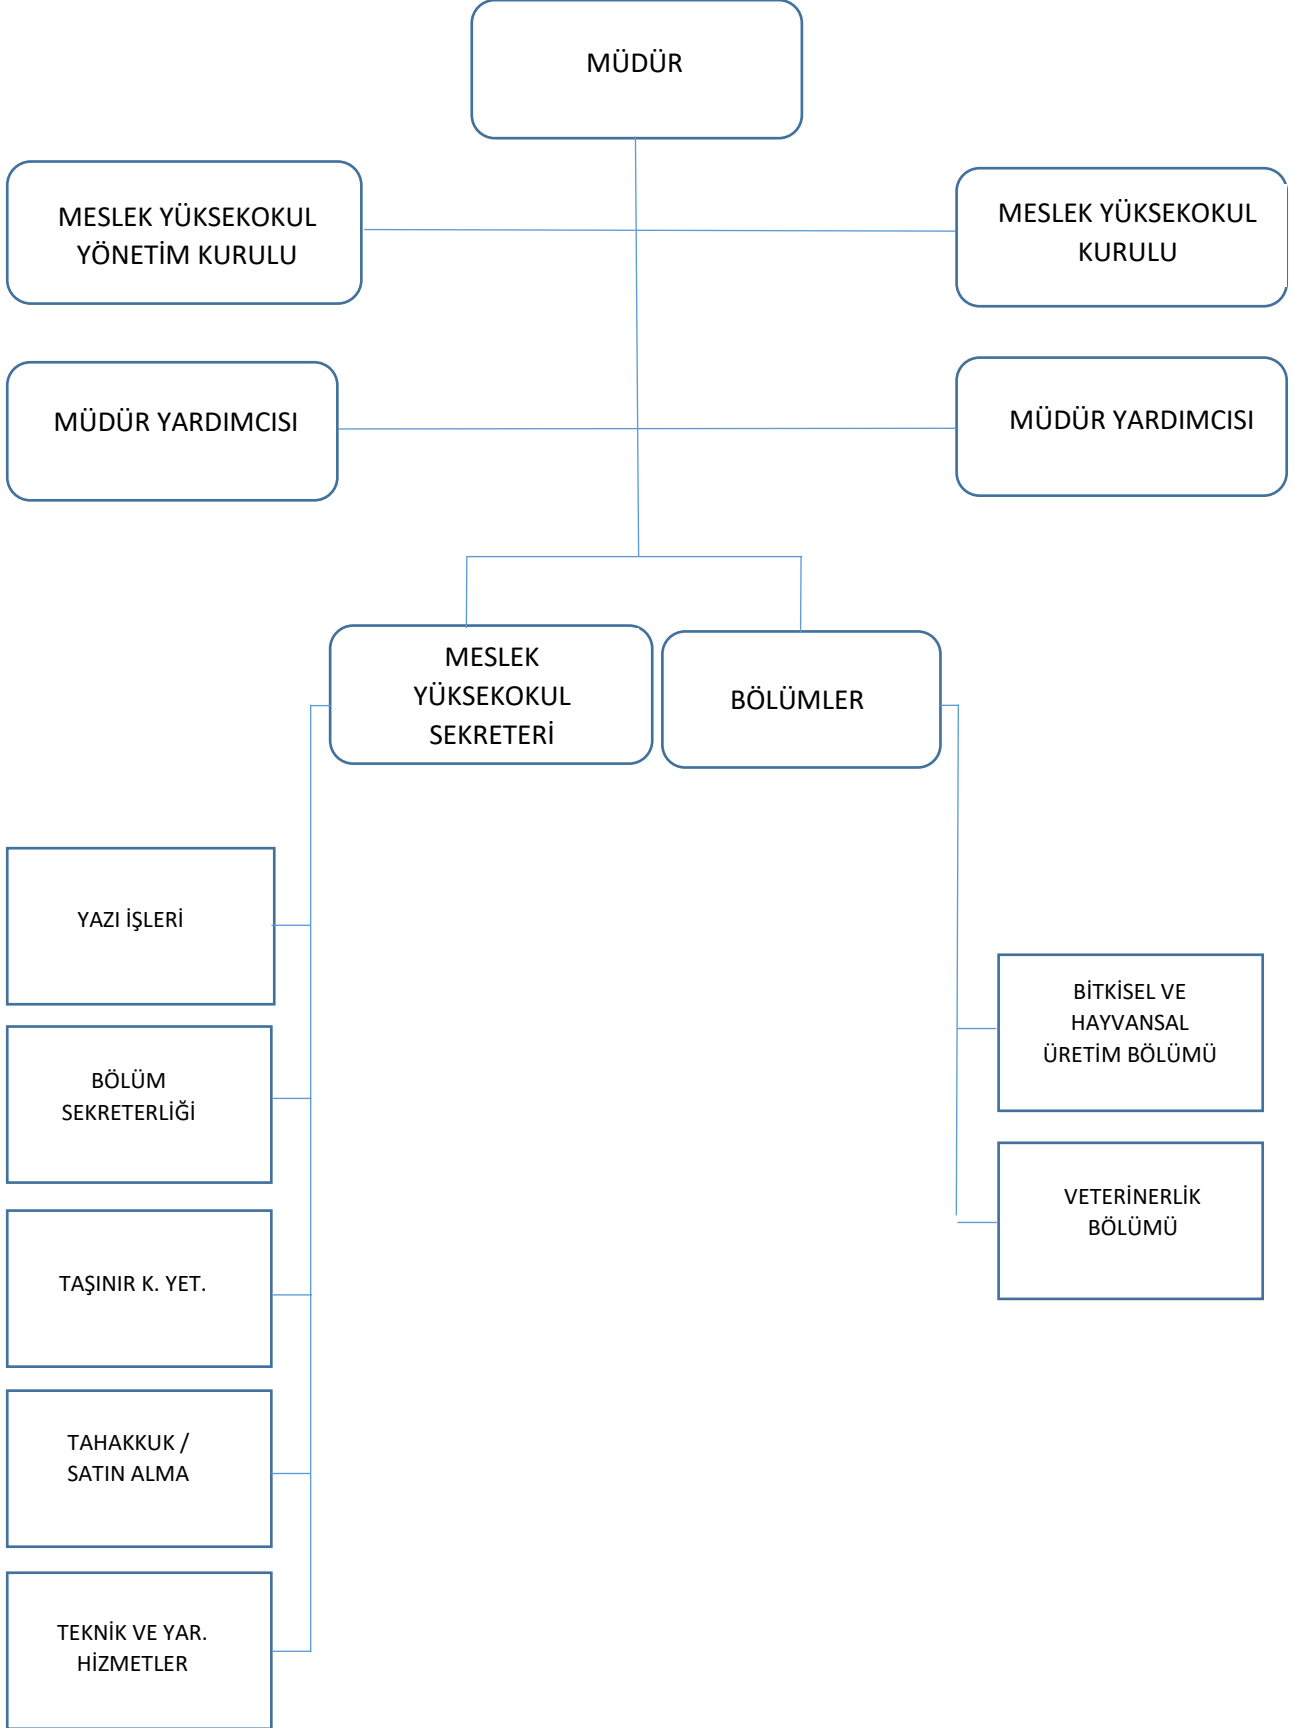 MÜDÜR
MESLEK YÜKSEKOKUL
YÖNETİM KURULU
MESLEK YÜKSEKOKUL
KURULU
MÜDÜR YARDIMCISI
MÜDÜR YARDIMCISI
MESLEK
YÜKSEKOKUL
SEKRETERİ
BÖLÜMLER
YAZI İŞLERİ
BÖLÜM
SEKRETERLİĞİ
TAŞINIR K. YET.
TAHAKKUK /
SATIN ALMA
TEKNİK VE YAR.
HİZMETLER
BİTKİSEL VE
HAYVANSAL
ÜRETİM BÖLÜMÜ
VETERİNERLİK
BÖLÜMÜ